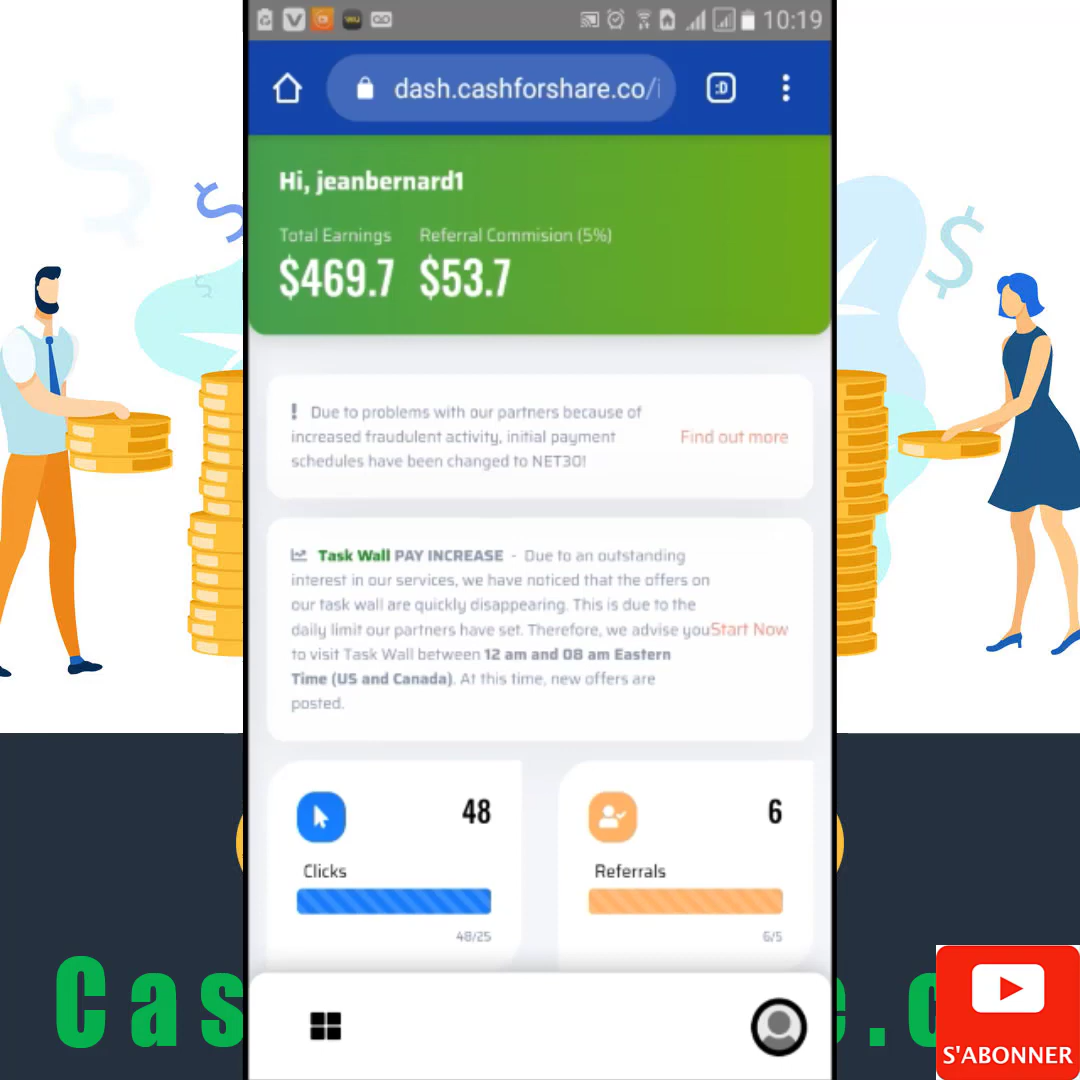 10:19
dash.cashforshare.co/i
:D
Hi, jeanbernard1
Total Earnings Referral Commision (5%)
$469.7 $53.7
! Due to problems with our partners because of
increased fraudulent activity, initial payment
schedules have been changed to NET30!
Find out more
Task Wall PAY INCREASE - Due to an outstanding
interest in our services, we have noticed that the offers on
our task wall are quickly disappearing. This is due to the
daily limit our partners have set. Therefore, we advise you
to visit Task Wall between 12 am and 08 am Eastern
Time (US and Canada). At this time, new offers are
posted.
Start Now
48
Clicks
48/25
6
Referrals
6/5
Cas
e.c
S'ABONNER